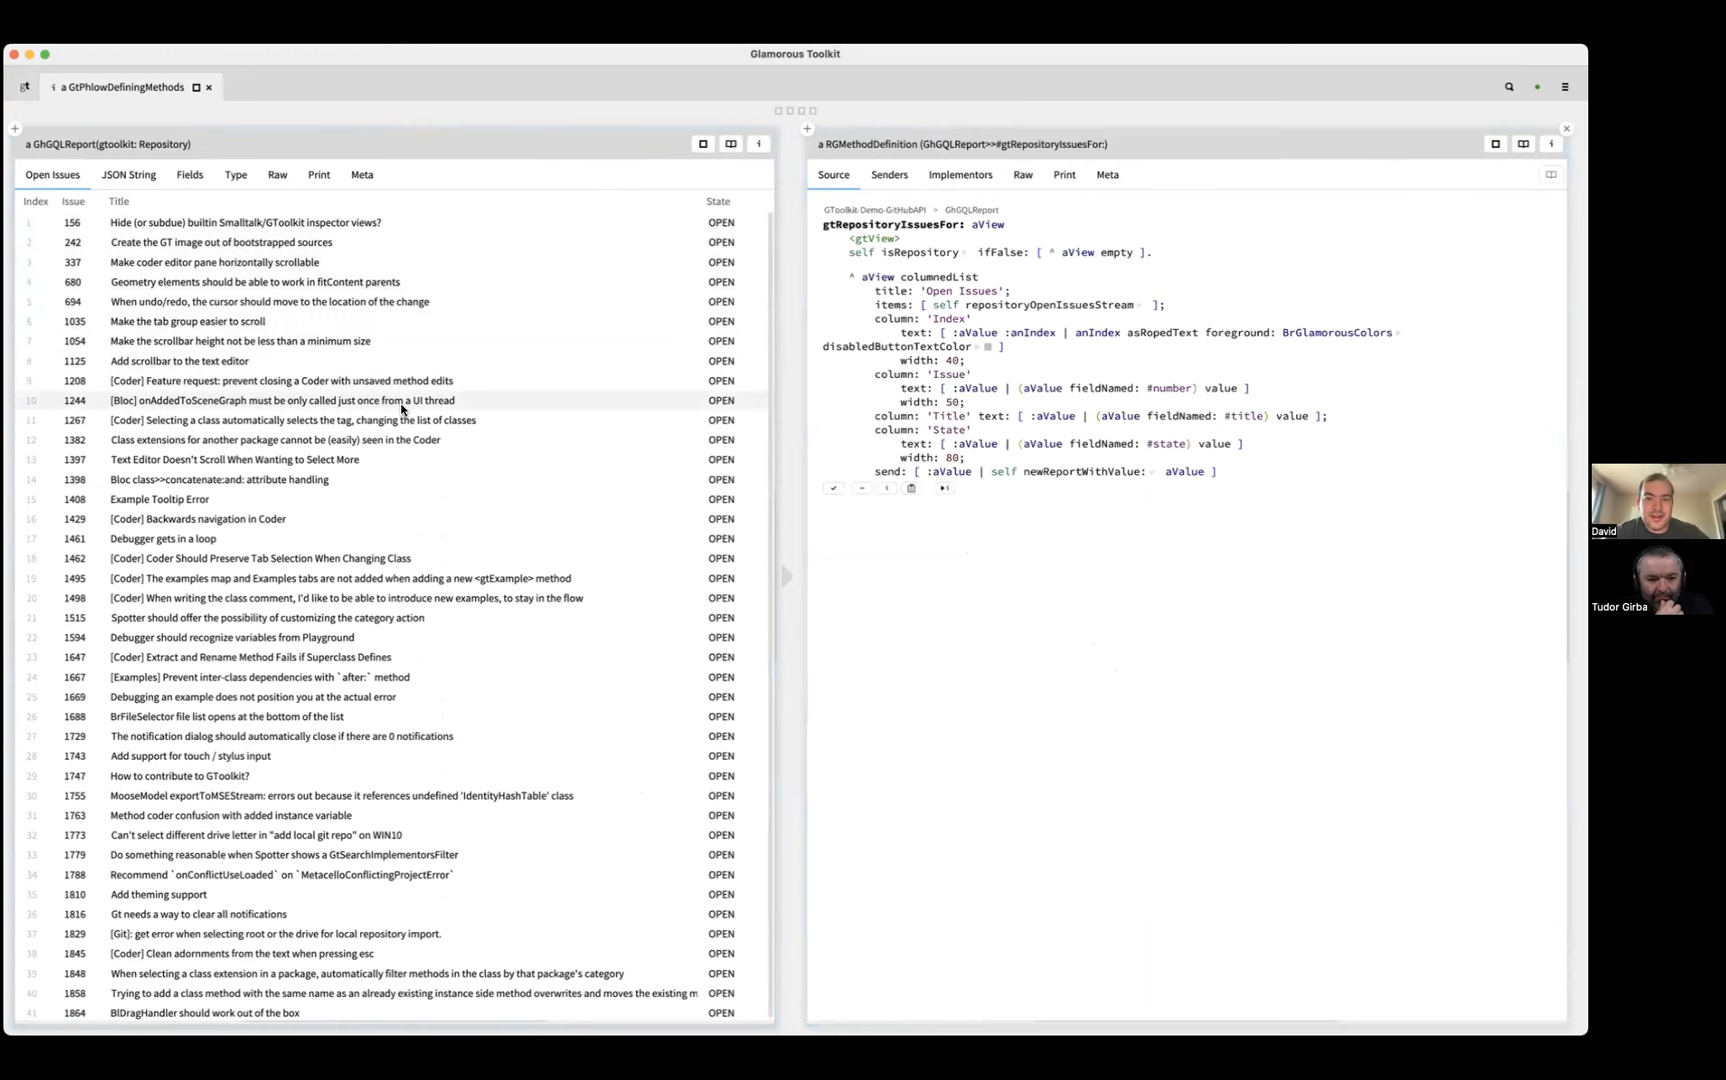 Glamorous Toolkit
gt
i a GtPhlowDefiningMethods
a GhGQLReport(gtoolkit: Repository)
Open Issues JSON String Fields Type Raw Print Meta
Index Issue Title State
1 156 Hide (or subdue) builtin Smalltalk/GToolkit inspector views? OPEN
2 242 Create the GT image out of bootstrapped sources OPEN
3 337 Make coder editor pane horizontally scrollable OPEN
4 680 Geometry elements should be able to work in fitContent parents OPEN
5 694 When undo/redo, the cursor should move to the location of the change OPEN
6 1035 Make the tab group easier to scroll OPEN
7 1054 Make the scrollbar height not be less than a minimum size OPEN
8 1125 Add scrollbar to the text editor OPEN
9 1208 [Coder] Feature request: prevent closing a Coder with unsaved method edits OPEN
10 1244 [Bloc] onAddedToSceneGraph must be only called just once from a UI thread OPEN
11 1267 [Coder] Selecting a class automatically selects the tag, changing the list of classes OPEN
12 1382 Class extensions for another package cannot be (easily) seen in the Coder OPEN
13 1397 Text Editor Doesn't Scroll When Wanting to Select More OPEN
14 1398 Bloc class>>concatenate:and: attribute handling OPEN
15 1408 Example Tooltip Error OPEN
16 1429 [Coder] Backwards navigation in Coder OPEN
17 1461 Debugger gets in a loop OPEN
18 1462 [Coder] Coder Should Preserve Tab Selection When Changing Class OPEN
19 1495 [Coder] The examples map and Examples tabs are not added when adding a new <gtExample> method OPEN
20 1498 [Coder] When writing the class comment, I'd like to be able to introduce new examples, to stay in the flow OPEN
21 1515 Spotter should offer the possibility of customizing the category action OPEN
22 1594 Debugger should recognize variables from Playground OPEN
23 1647 [Coder] Extract and Rename Method Fails if Superclass Defines OPEN
24 1667 [Examples] Prevent inter-class dependencies with `after:` method OPEN
25 1669 Debugging an example does not position you at the actual error OPEN
26 1688 BrFileSelector file list opens at the bottom of the list OPEN
27 1729 The notification dialog should automatically close if there are 0 notifications OPEN
28 1743 Add support for touch / stylus input OPEN
29 1747 How to contribute to GToolkit? OPEN
30 1755 MooseModel exportToMSEStream: errors out because it references undefined 'IdentityHashTable' class OPEN
31 1763 Method coder confusion with added instance variable OPEN
32 1773 Can't select different drive letter in "add local git repo" on WIN10 OPEN
33 1779 Do something reasonable when Spotter shows a GtSearchImplementorsFilter OPEN
34 1788 Recommend `onConflictUseLoaded` on `MetacelloConflictingProjectError` OPEN
35 1810 Add theming support OPEN
36 1816 Gt needs a way to clear all notifications OPEN
37 1829 [Git]: get error when selecting root or the drive for local repository import. OPEN
38 1845 [Coder] Clean adornments from the text when pressing esc OPEN
39 1848 When selecting a class extension in a package, automatically filter methods in the class by that package's category OPEN
40 1858 Trying to add a class method with the same name as an already existing instance side method overwrites and moves the existing m OPEN
41 1864 BlDragHandler should work out of the box OPEN
a RGMethodDefinition (GhGQLReport>>#gtRepositoryIssuesFor:)
Source Senders Implementors Raw Print Meta
GToolkit-Demo-GitHubAPI > GhGQLReport
gtRepositoryIssuesFor: aView
<gtView>
self isRepository ifFalse: [ ^ aView empty ].
^ aView columnedList
title: 'Open Issues';
items: [ self repositoryOpenIssuesStream ];
column: 'Index'
text: [ :aValue :anIndex | anIndex asRopedText foreground: BrGlamorousColors
disabledButtonTextColor ]
width: 40;
column: 'Issue'
text: [ :aValue | (aValue fieldNamed: #number) value ]
width: 50;
column: 'Title' text: [ :aValue | (aValue fieldNamed: #title) value ];
column: 'State'
text: [ :aValue | (aValue fieldNamed: #state) value ]
width: 80;
send: [ :aValue | self newReportWithValue: aValue ]
David
Tudor Girba